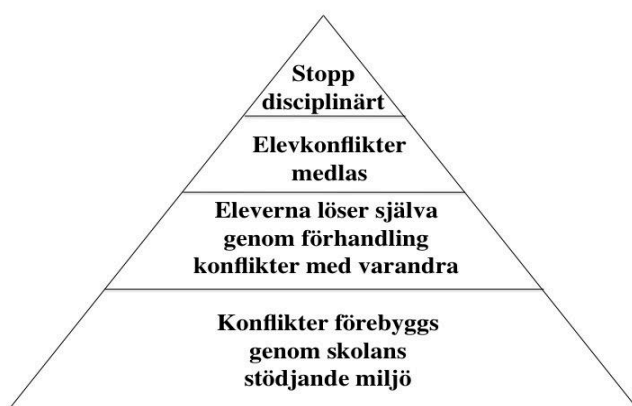 Stopp
disciplinärt
Elevkonflikter
medlas
Eleverna löser själva
genom förhandling
konflikter med varandra
Konflikter förebyggs
genom skolans
stödjande miljö